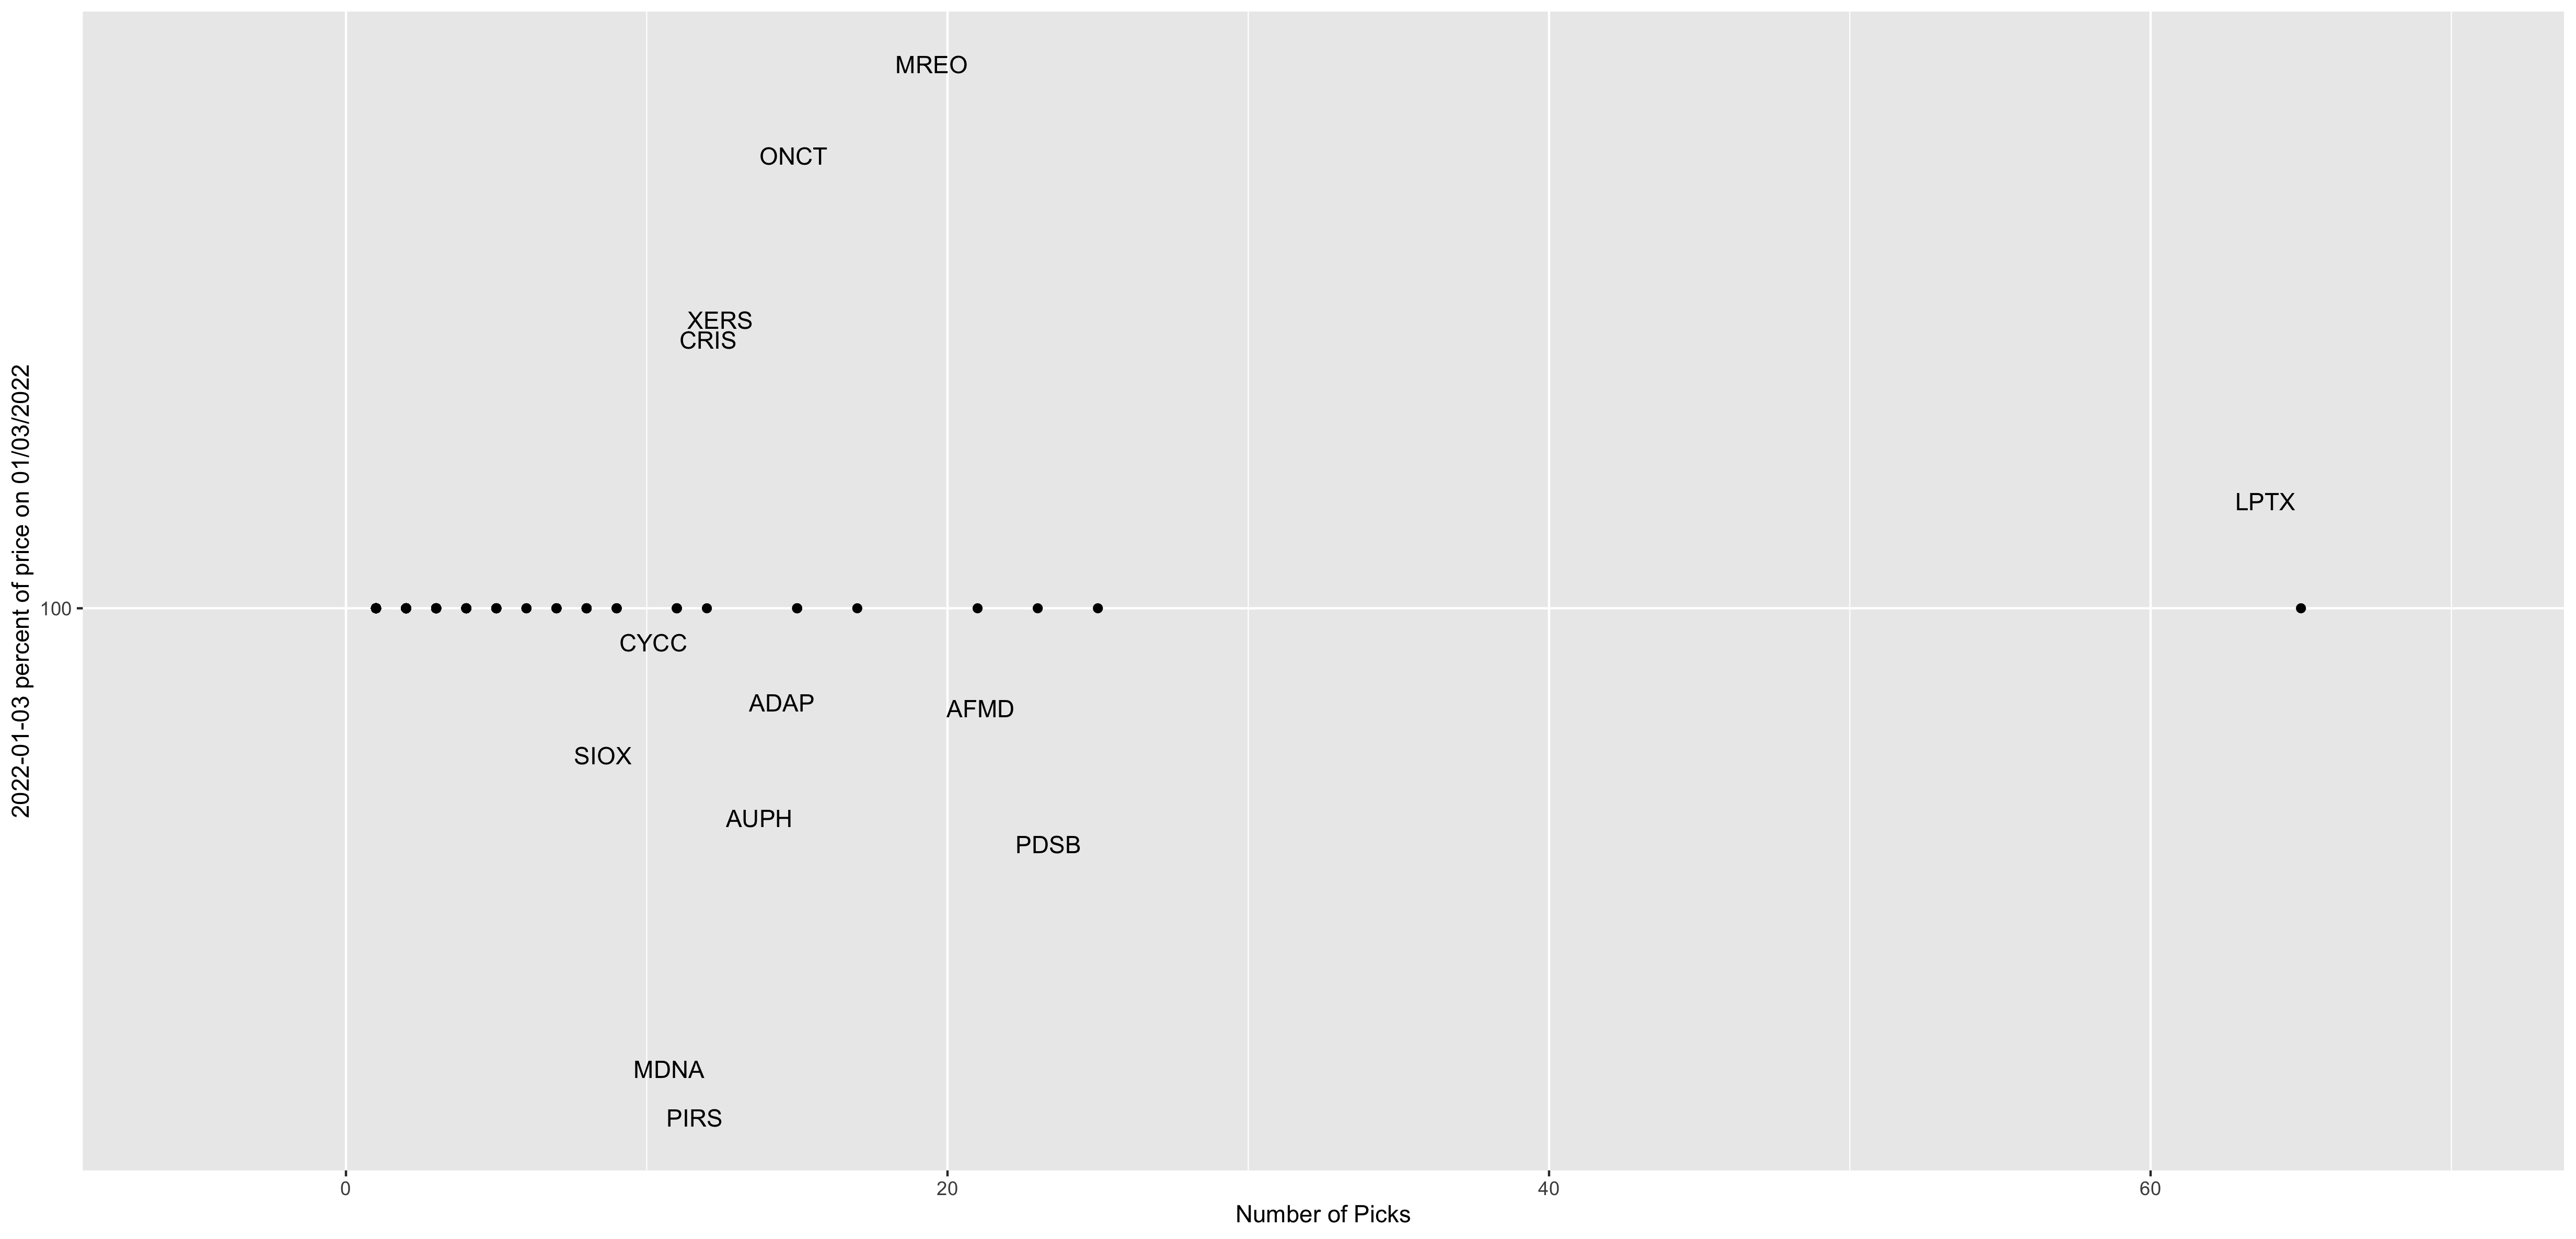 MREO
ONCT
XERS
CRIS
LPTX
100
CYCC
ADAP
AFMD
SIOX
AUPH
PDSB
MDNA
PIRS
0
20
40
60
Number of Picks
2022-01-03 percent of price on 01/03/2022